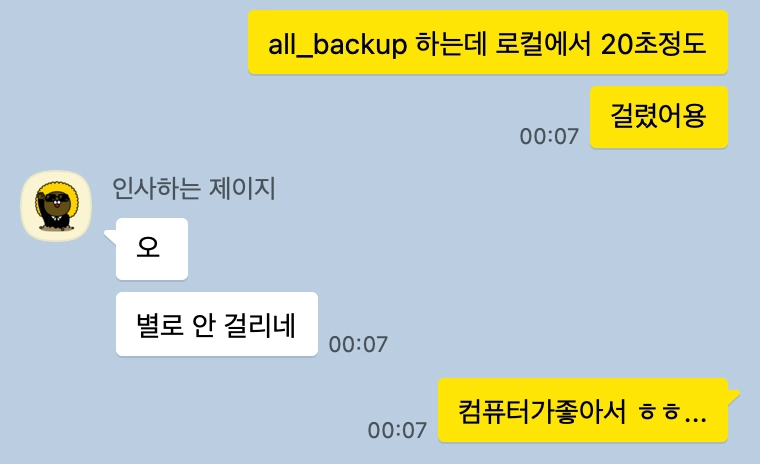 all_backup 하는데 로컬에서 20초정도
걸렸어용
00:07
인사하는 제이지
오
별로 안 걸리네
00:07
컴퓨터가좋아서 ㅎㅎ...
00:07